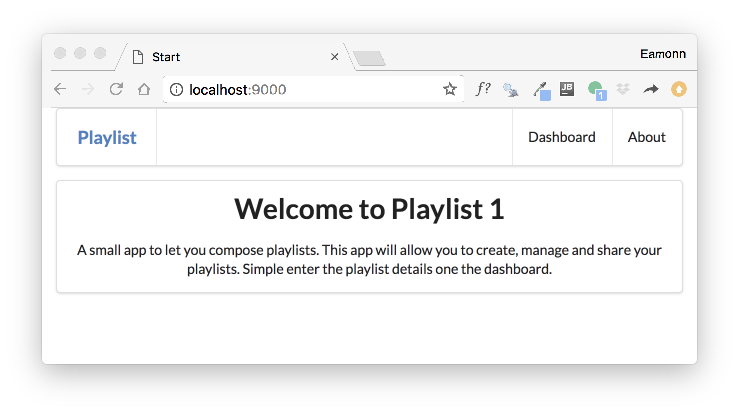 Start
Eamonn
localhost:9000
f?
JB
1
Playlist
Dashboard
About
Welcome to Playlist 1
A small app to let you compose playlists. This app will allow you to create, manage and share your
playlists. Simple enter the playlist details one the dashboard.